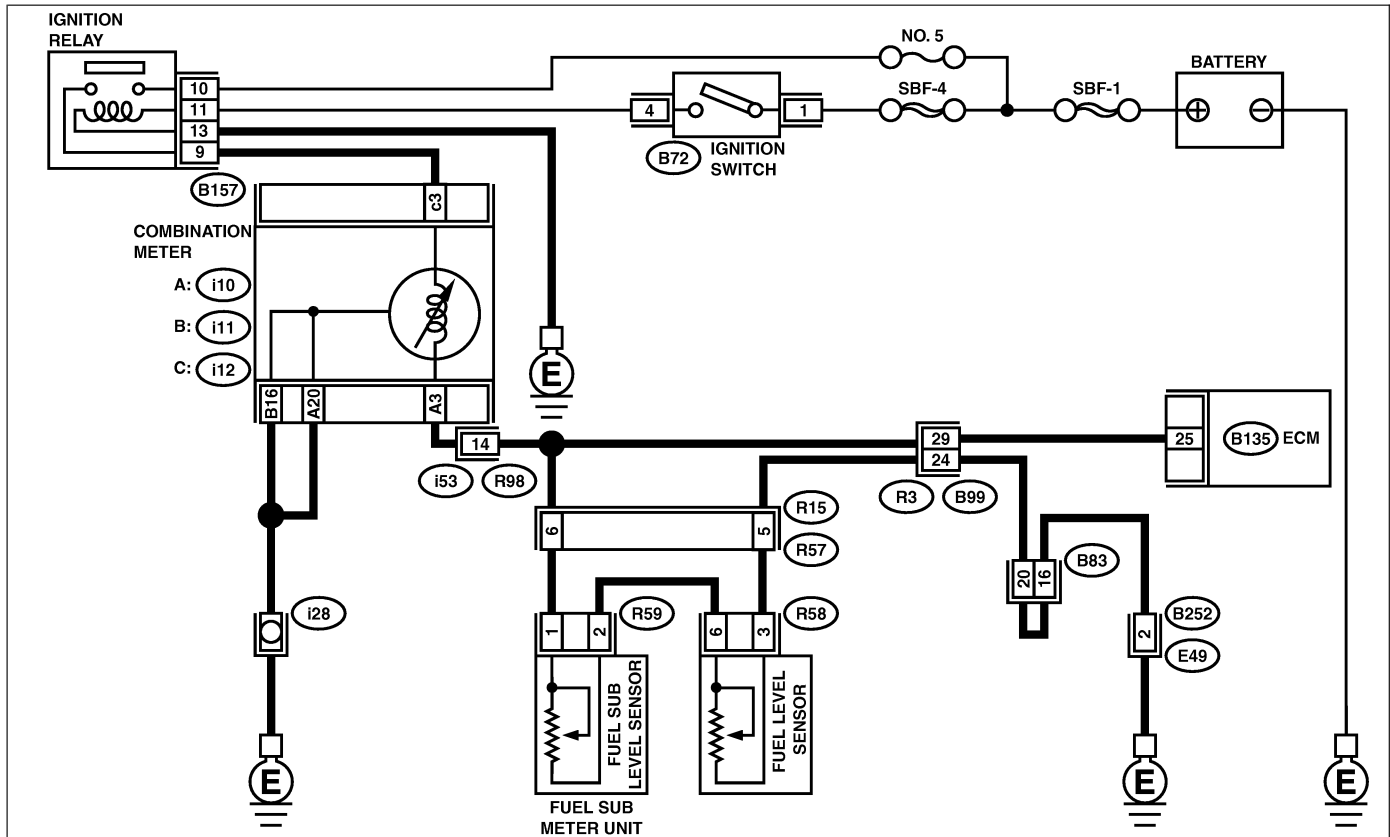 IGNITION
RELAY
10
11
13
9
B157
NO. 5
SBF-4
SBF-1
BATTERY
4
1
B72
IGNITION
SWITCH
c3
COMBINATION
METER
A: i10
B: i11
C: i12
B16
A20
A3
E
14
i53
R98
29
24
R3
B99
25
B135
ECM
6
5
R15
R57
20
16
B83
i28
1
2
R59
6
3
R58
2
B252
E49
FUEL SUB
LEVEL SENSOR
FUEL LEVEL
SENSOR
E
E
E
FUEL SUB
METER UNIT